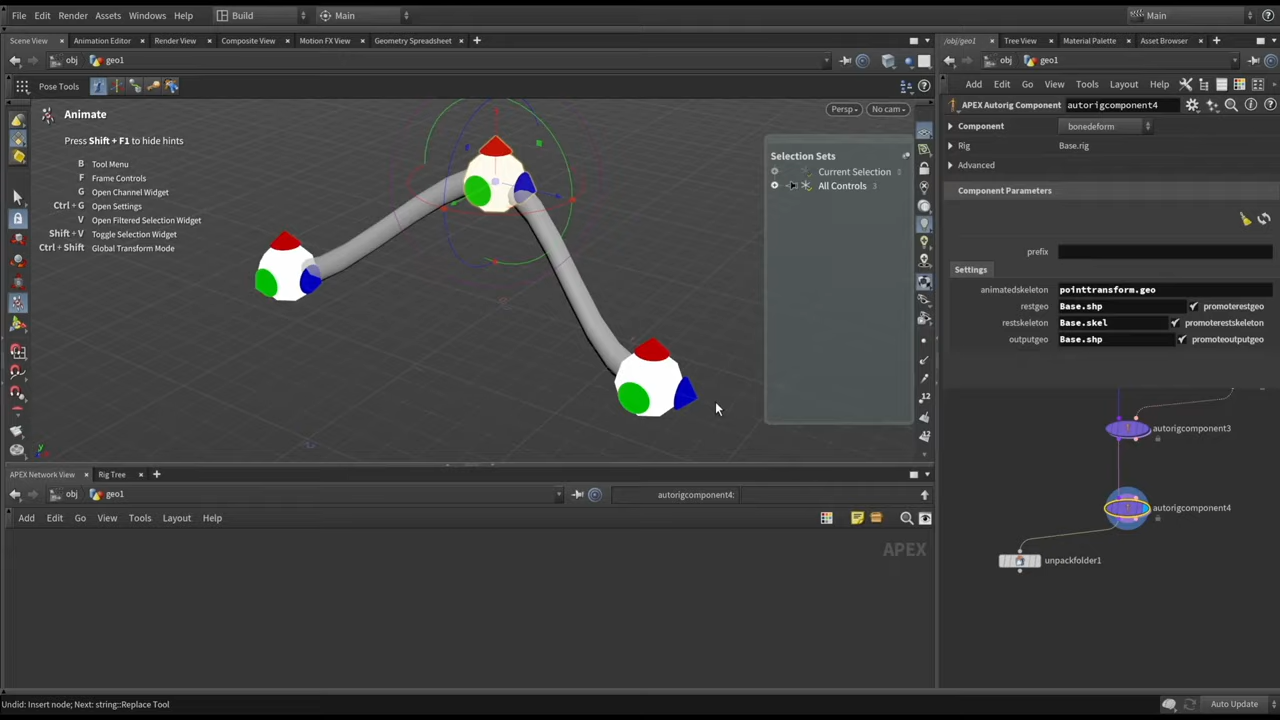 File Edit Render Assets Windows Help Build Main Main
Scene View Animation Editor Render View Composite View Motion FX View Geometry Spreadsheet
/obj/geo1 Tree View Material Palette Asset Browser
obj geo1
obj geo1
Pose Tools
Add Edit Go View Tools Layout Help
APEX Autorig Component autorigcomponent4
Animate
Press Shift + F1 to hide hints
B Tool Menu
F Frame Controls
G Open Channel Widget
Ctrl + G Open Settings
V Open Filtered Selection Widget
Shift + V Toggle Selection Widget
Ctrl + Shift Global Transform Mode
Persp No cam
Selection Sets
Current Selection
All Controls 3
Component bonedeform
Rig Base.rig
Advanced
Component Parameters
prefix
Settings
animatedskeleton pointtransform.geo
restgeo Base.shp promoterestgeo
restskeleton Base.skel promoterestskeleton
outputgeo Base.shp promoteoutputgeo
autorigcomponent3
autorigcomponent4
unpackfolder1
APEX Network View Rig Tree
obj geo1 autorigcomponent4:
Add Edit Go View Tools Layout Help
APEX
Undid: Insert node; Next: string::Replace Tool
Auto Update